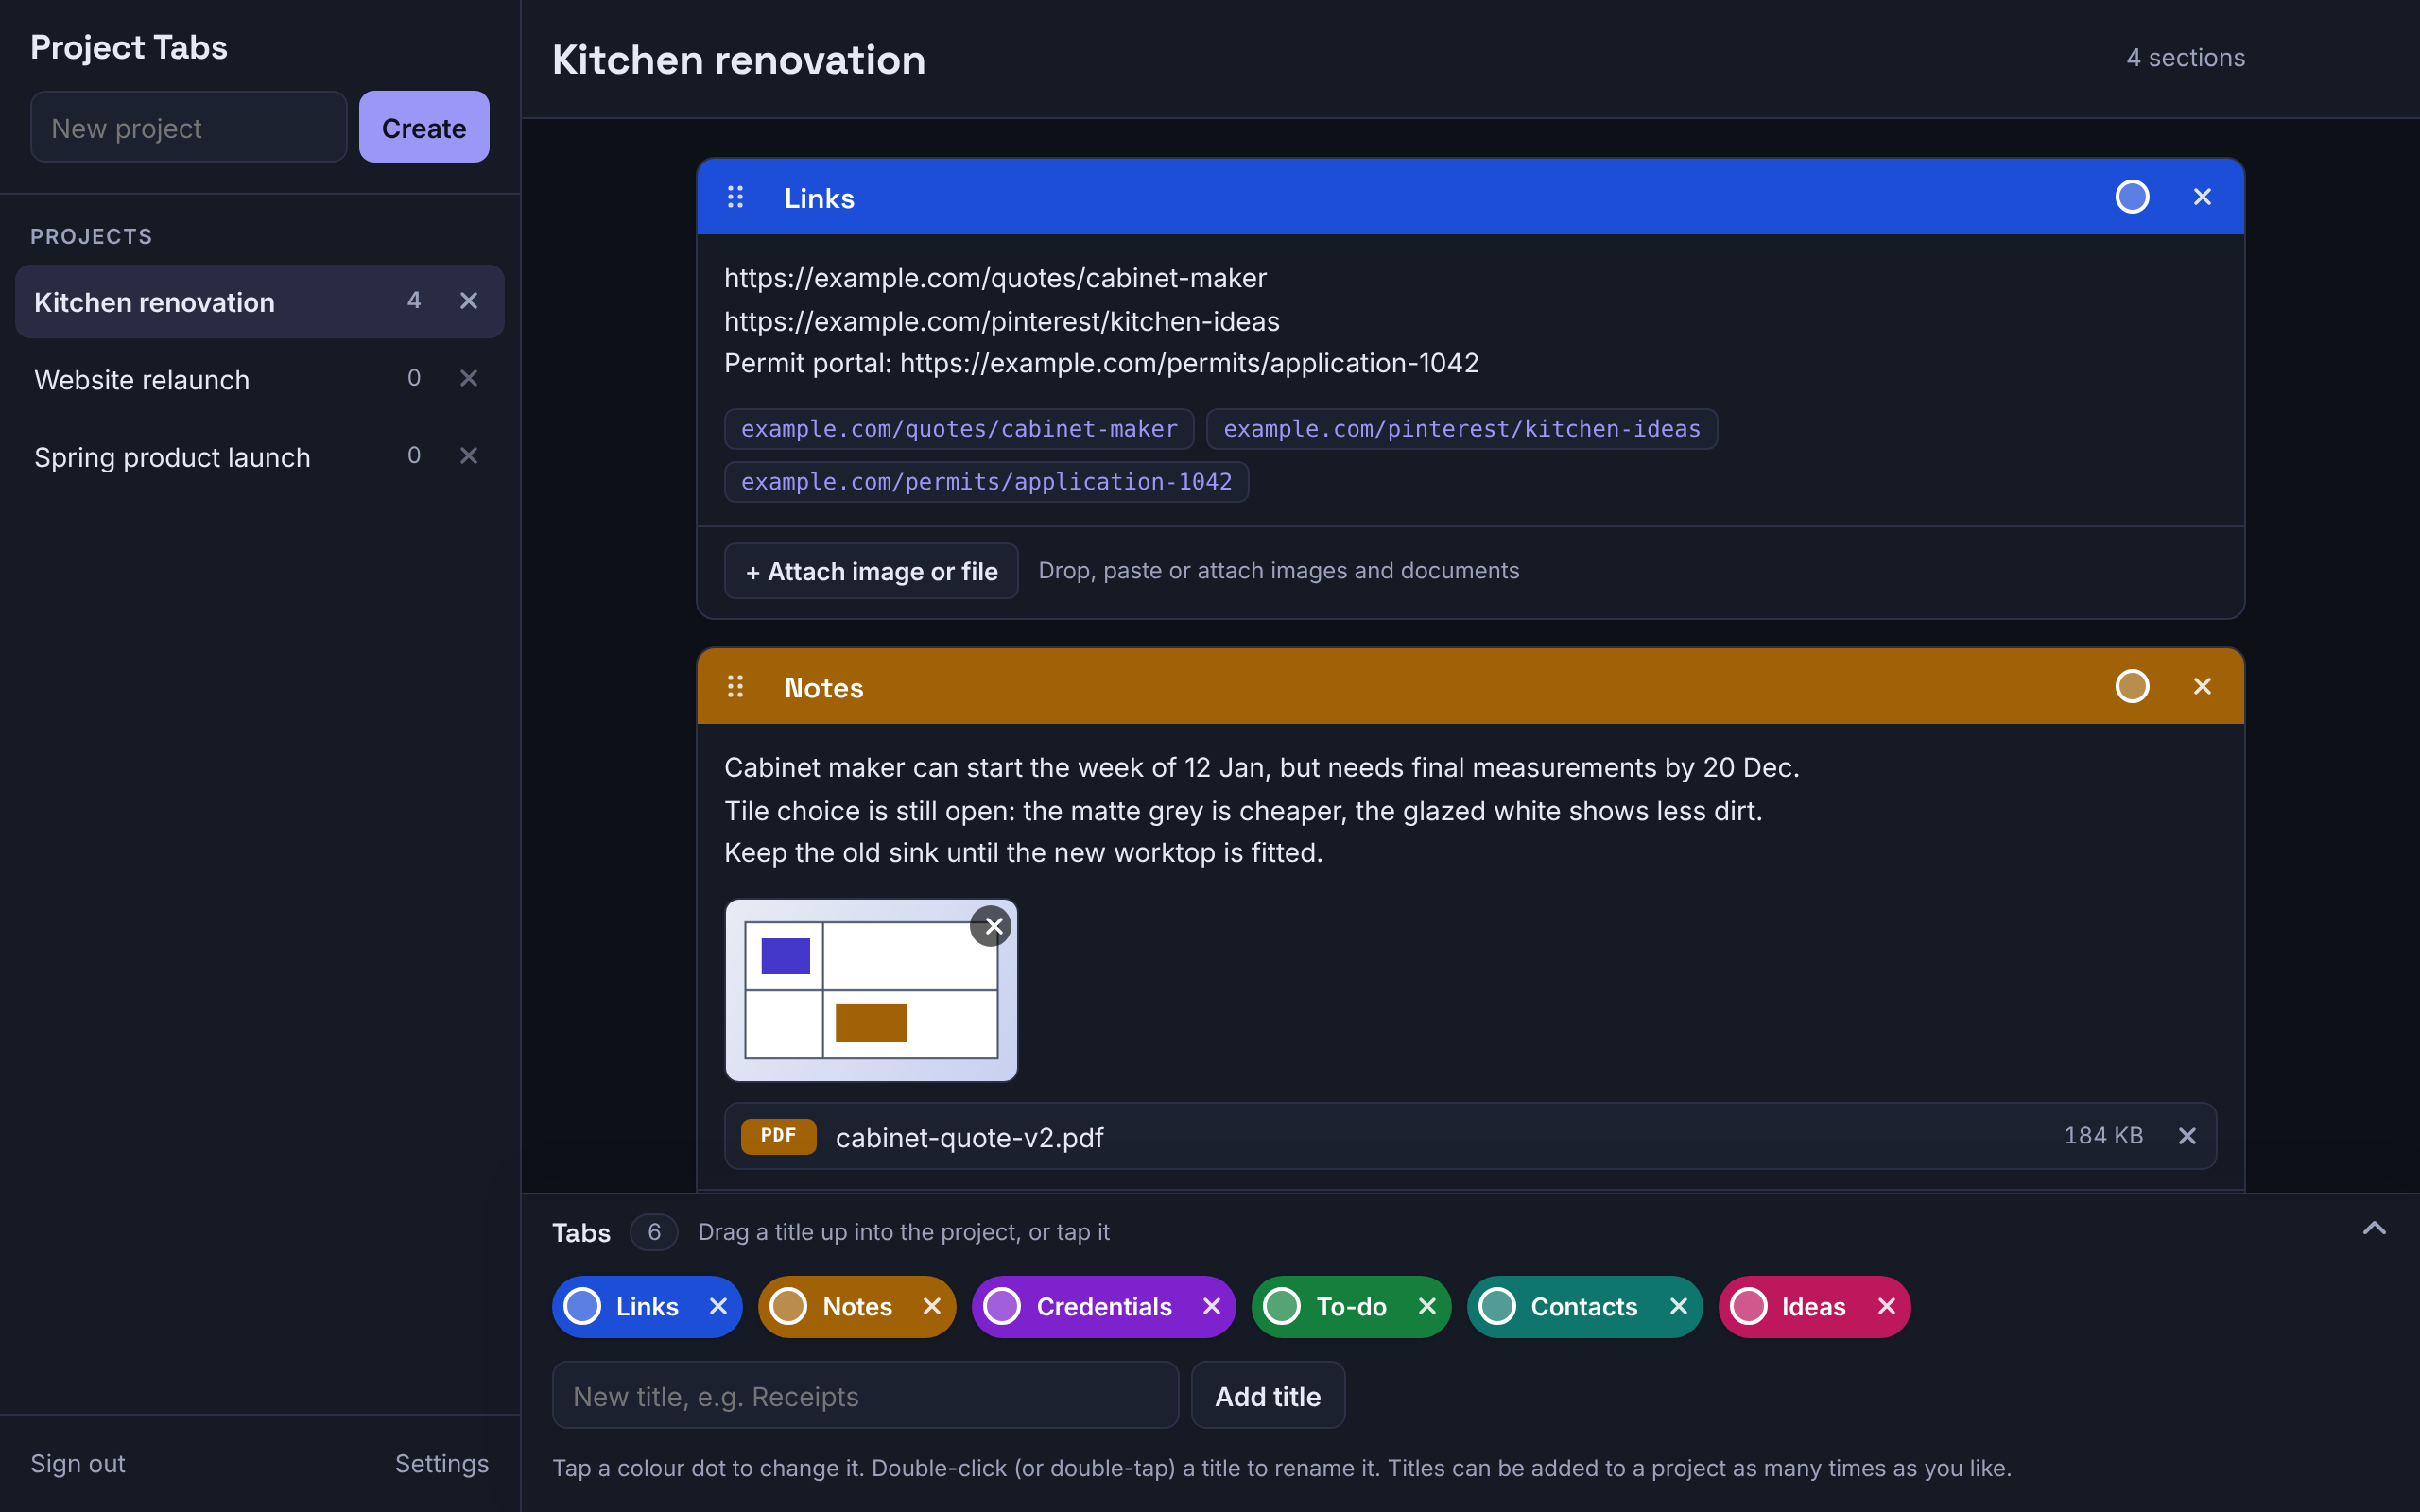 Project Tabs
New project
Create
PROJECTS
Kitchen renovation 4
Website relaunch 0
Spring product launch 0
Sign out
Settings
Kitchen renovation
4 sections
Links
https://example.com/quotes/cabinet-maker
https://example.com/pinterest/kitchen-ideas
Permit portal: https://example.com/permits/application-1042
example.com/quotes/cabinet-maker example.com/pinterest/kitchen-ideas
example.com/permits/application-1042
+ Attach image or file Drop, paste or attach images and documents
Notes
Cabinet maker can start the week of 12 Jan, but needs final measurements by 20 Dec.
Tile choice is still open: the matte grey is cheaper, the glazed white shows less dirt.
Keep the old sink until the new worktop is fitted.
PDF cabinet-quote-v2.pdf 184 KB
Tabs 6 Drag a title up into the project, or tap it
Links Notes Credentials To-do Contacts Ideas
New title, e.g. Receipts Add title
Tap a colour dot to change it. Double-click (or double-tap) a title to rename it. Titles can be added to a project as many times as you like.